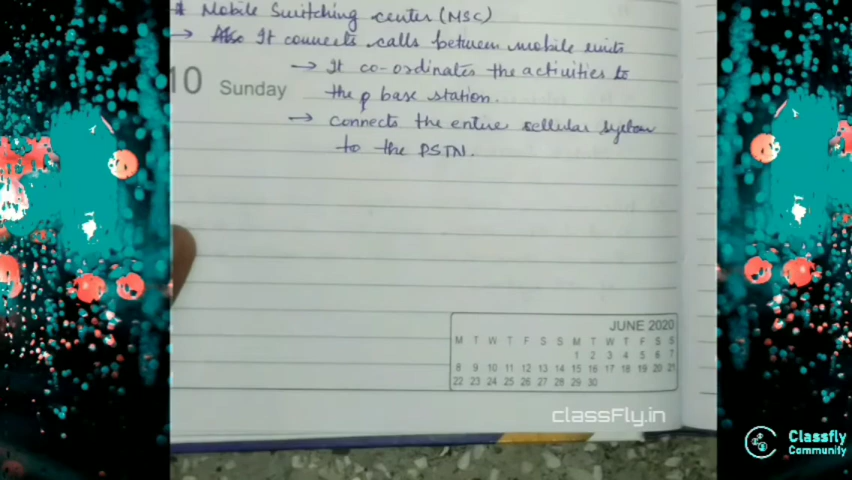 * Mobile Switching center (MSC)
→ Also It connects calls between mobile units
→ It co-ordinates the activities to
10 Sunday
the of base station.
→ connects the entire cellular system
to the PSTN.
JUNE 2020
M T W T F S S M T W T F S S
1 2 3 4 5 6 7
8 9 10 11 12 13 14 15 16 17 18 19 20 21
22 23 24 25 26 27 28 29 30
classFly.in
Classfly
Community